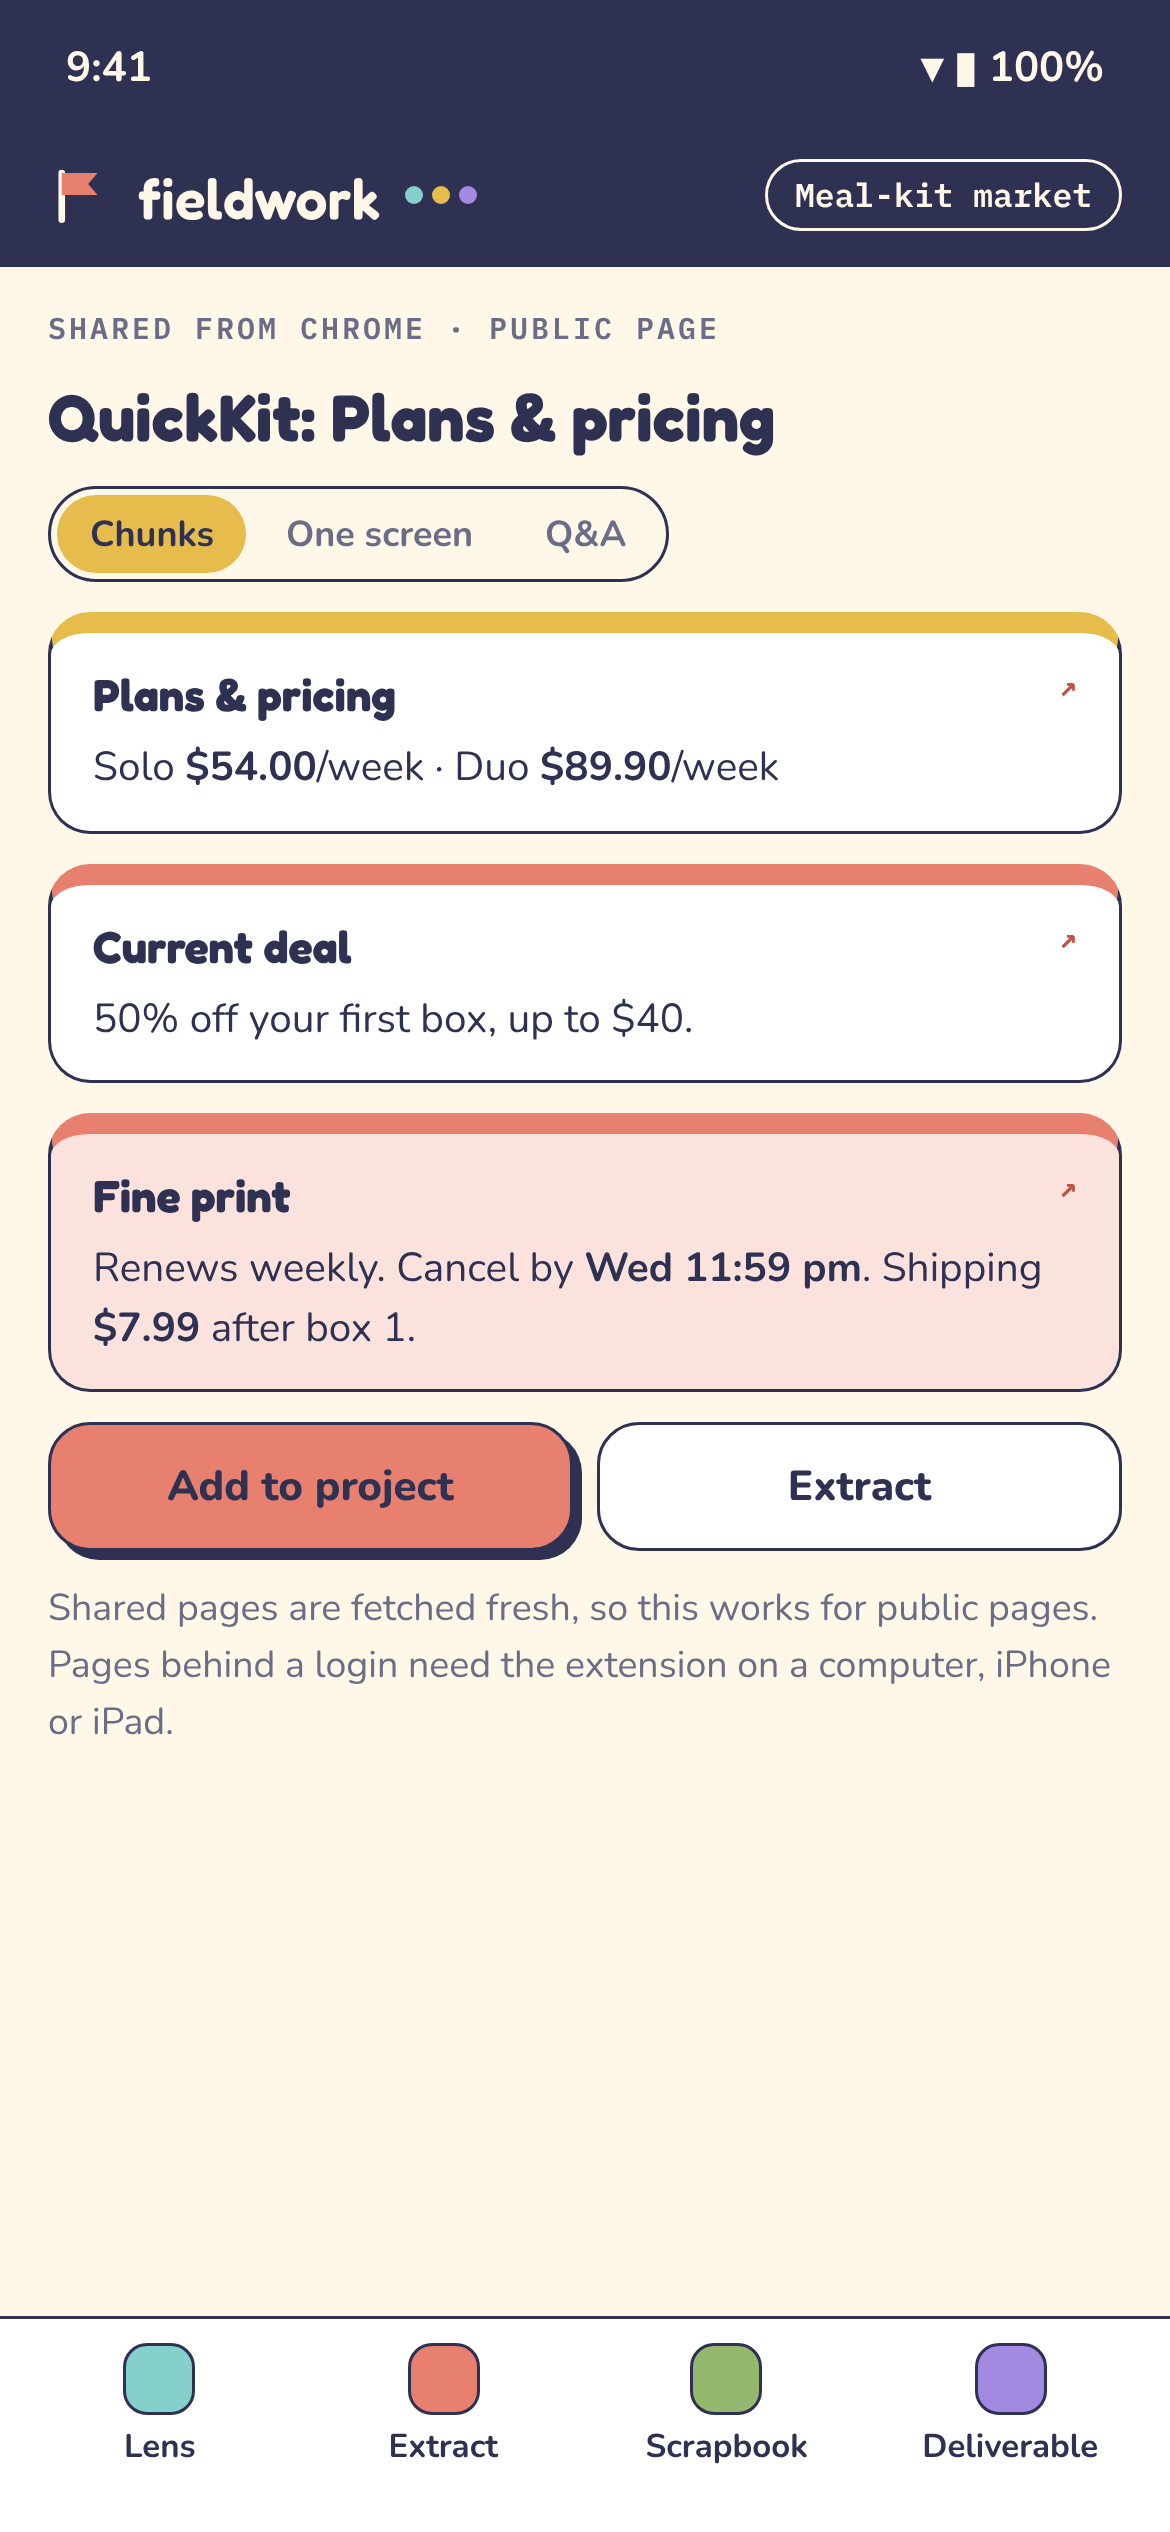 9:41
▼ ▮ 100%
fieldwork
Meal-kit market
SHARED FROM CHROME · PUBLIC PAGE
QuickKit: Plans & pricing
Chunks
One screen
Q&A
Plans & pricing
↗
Solo $54.00/week · Duo $89.90/week
Current deal
↗
50% off your first box, up to $40.
Fine print
↗
Renews weekly. Cancel by Wed 11:59 pm. Shipping
$7.99 after box 1.
Add to project
Extract
Shared pages are fetched fresh, so this works for public pages.
Pages behind a login need the extension on a computer, iPhone
or iPad.
Lens
Extract
Scrapbook
Deliverable